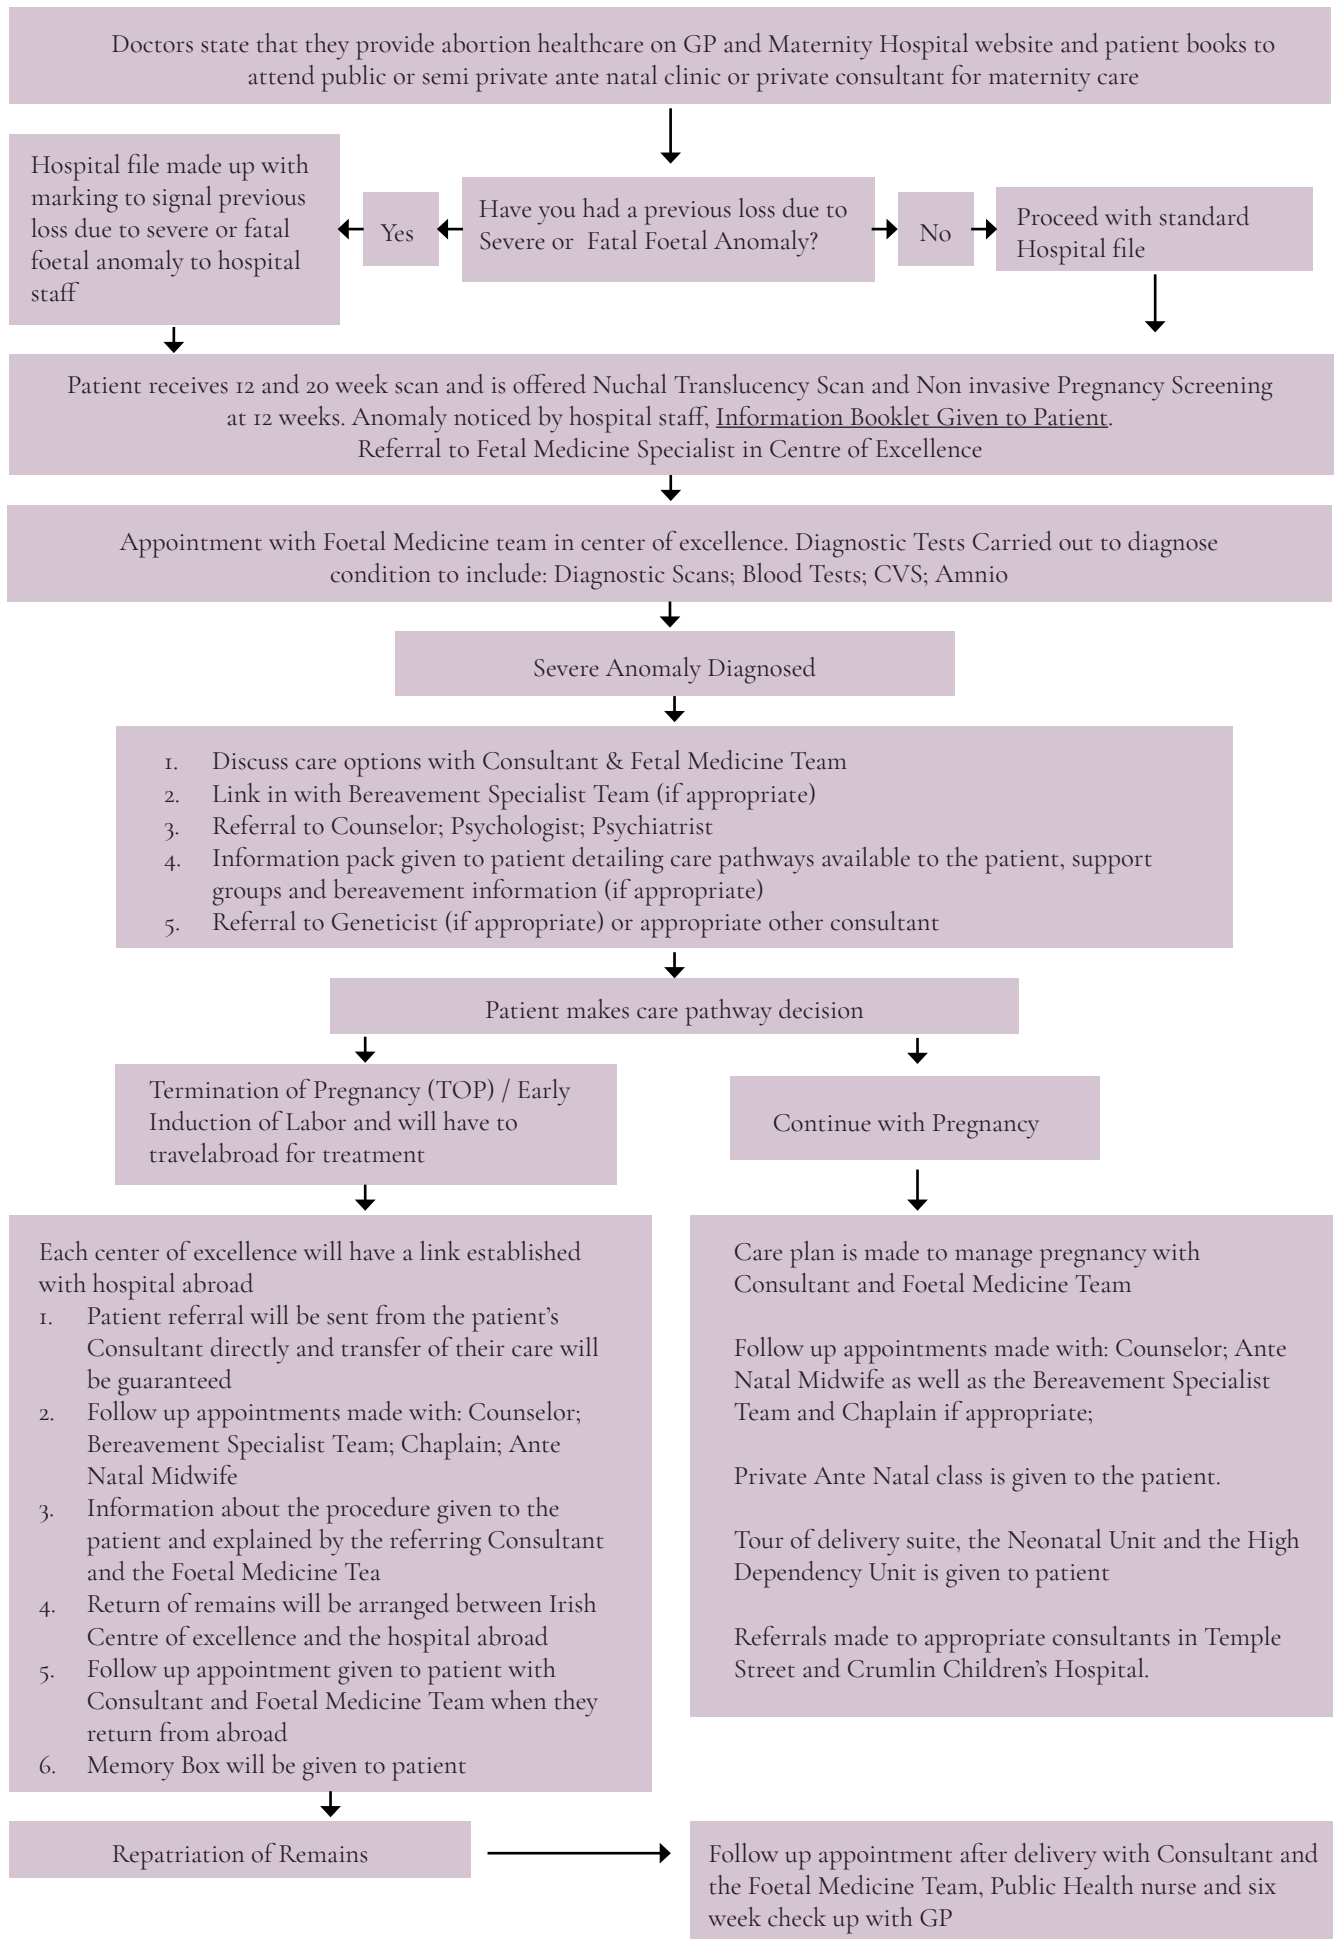 Doctors state that they provide abortion healthcare on GP and Maternity Hospital website and patient books to
attend public or semi private ante natal clinic or private consultant for maternity care
Hospital file made up with
marking to signal previous
loss due to severe or fatal
foetal anomaly to hospital
staff
Yes
Have you had a previous loss due to
Severe or Fatal Foetal Anomaly?
No
Proceed with standard
Hospital file
Patient receives 12 and 20 week scan and is offered Nuchal Translucency Scan and Non invasive Pregnancy Screening
at 12 weeks. Anomaly noticed by hospital staff, Information Booklet Given to Patient.
Referral to Fetal Medicine Specialist in Centre of Excellence
Appointment with Foetal Medicine team in center of excellence. Diagnostic Tests Carried out to diagnose
condition to include: Diagnostic Scans; Blood Tests; CVS; Amnio
Severe Anomaly Diagnosed
1. Discuss care options with Consultant & Fetal Medicine Team
2. Link in with Bereavement Specialist Team (if appropriate)
3. Referral to Counselor; Psychologist; Psychiatrist
4. Information pack given to patient detailing care pathways available to the patient, support
groups and bereavement information (if appropriate)
5. Referral to Geneticist (if appropriate) or appropriate other consultant
Patient makes care pathway decision
Termination of Pregnancy (TOP) / Early
Induction of Labor and will have to
travelabroad for treatment
Continue with Pregnancy
Each center of excellence will have a link established
with hospital abroad
1. Patient referral will be sent from the patient's
Consultant directly and transfer of their care will
be guaranteed
2. Follow up appointments made with: Counselor;
Bereavement Specialist Team; Chaplain; Ante
Natal Midwife
3. Information about the procedure given to the
patient and explained by the referring Consultant
and the Foetal Medicine Tea
4. Return of remains will be arranged between Irish
Centre of excellence and the hospital abroad
5. Follow up appointment given to patient with
Consultant and Foetal Medicine Team when they
return from abroad
6. Memory Box will be given to patient
Care plan is made to manage pregnancy with
Consultant and Foetal Medicine Team
Follow up appointments made with: Counselor; Ante
Natal Midwife as well as the Bereavement Specialist
Team and Chaplain if appropriate;
Private Ante Natal class is given to the patient.
Tour of delivery suite, the Neonatal Unit and the High
Dependency Unit is given to patient
Referrals made to appropriate consultants in Temple
Street and Crumlin Children's Hospital.
Repatriation of Remains
Follow up appointment after delivery with Consultant and
the Foetal Medicine Team, Public Health nurse and six
week check up with GP